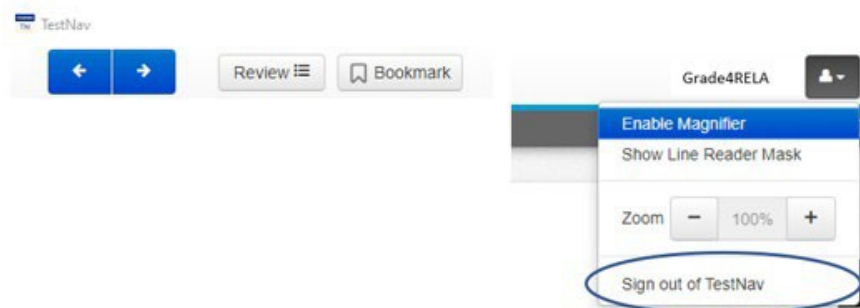 TestNav
Review
Bookmark
Grade4RELA
Enable Magnifier
Show Line Reader Mask
Zoom - 100% +
Sign out of TestNav